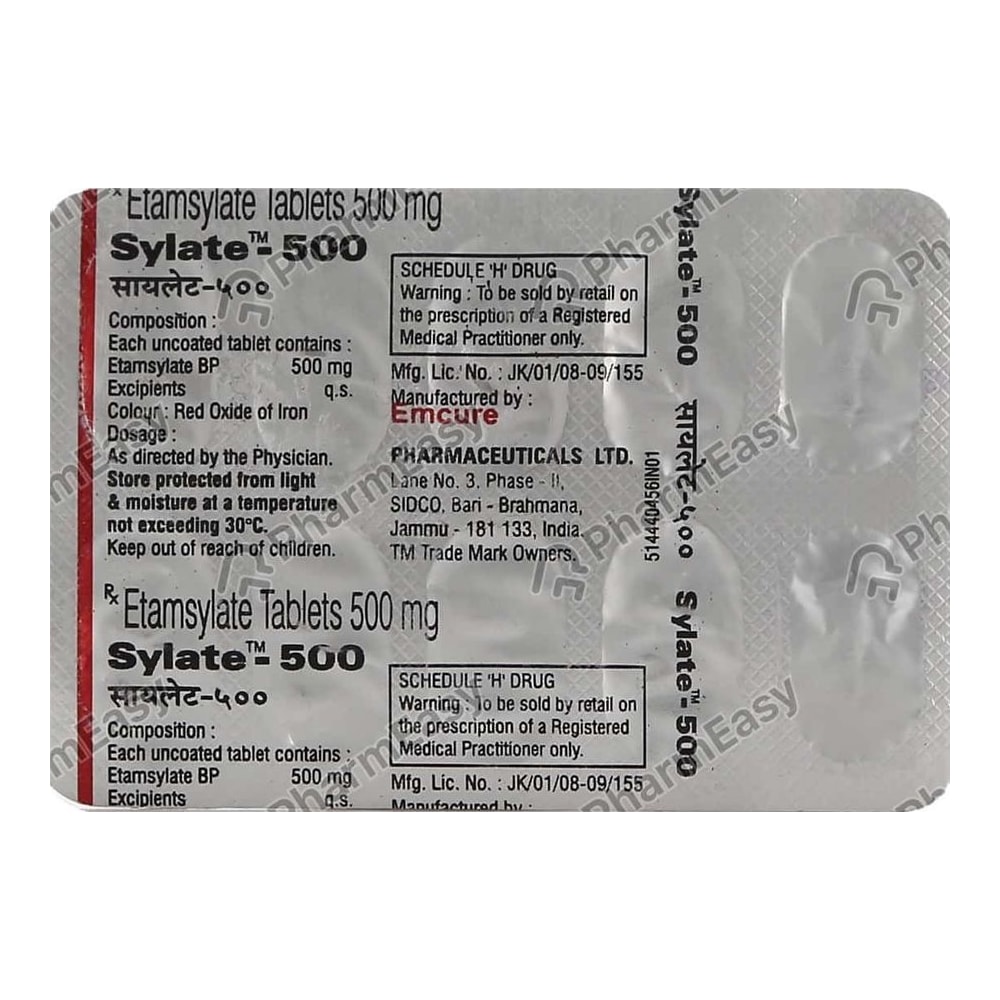 Rx Etamsylate Tablets 500 mg
Sylate™-500
सायलेट-५००
Composition :
Each uncoated tablet contains :
Etamsylate BP 500 mg
Excipients q.s.
Colour : Red Oxide of Iron
Dosage :
As directed by the Physician.
Store protected from light
& moisture at a temperature
not exceeding 30°C.
Keep out of reach of children.
SCHEDULE 'H' DRUG
Warning : To be sold by retail on
the prescription of a Registered
Medical Practitioner only.
Mfg. Lic. No. : JK/01/08-09/155
Manufactured by :
Emcure
PHARMACEUTICALS LTD.
Lane No. 3, Phase - II,
SIDCO, Bari - Brahmana,
Jammu - 181 133, India.
TM Trade Mark Owners.
514440456IN01
Sylate™-500 सायलेट-५०० Sylate™-500
Rx Etamsylate Tablets 500 mg
Sylate™-500
सायलेट-५००
Composition :
Each uncoated tablet contains :
Etamsylate BP 500 mg
Excipients q.s.
SCHEDULE 'H' DRUG
Warning : To be sold by retail on
the prescription of a Registered
Medical Practitioner only.
Mfg. Lic. No. : JK/01/08-09/155
Manufactured by :
PharmEasy
PharmEasy
PharmEasy
PharmEasy
PharmEasy
PharmEasy